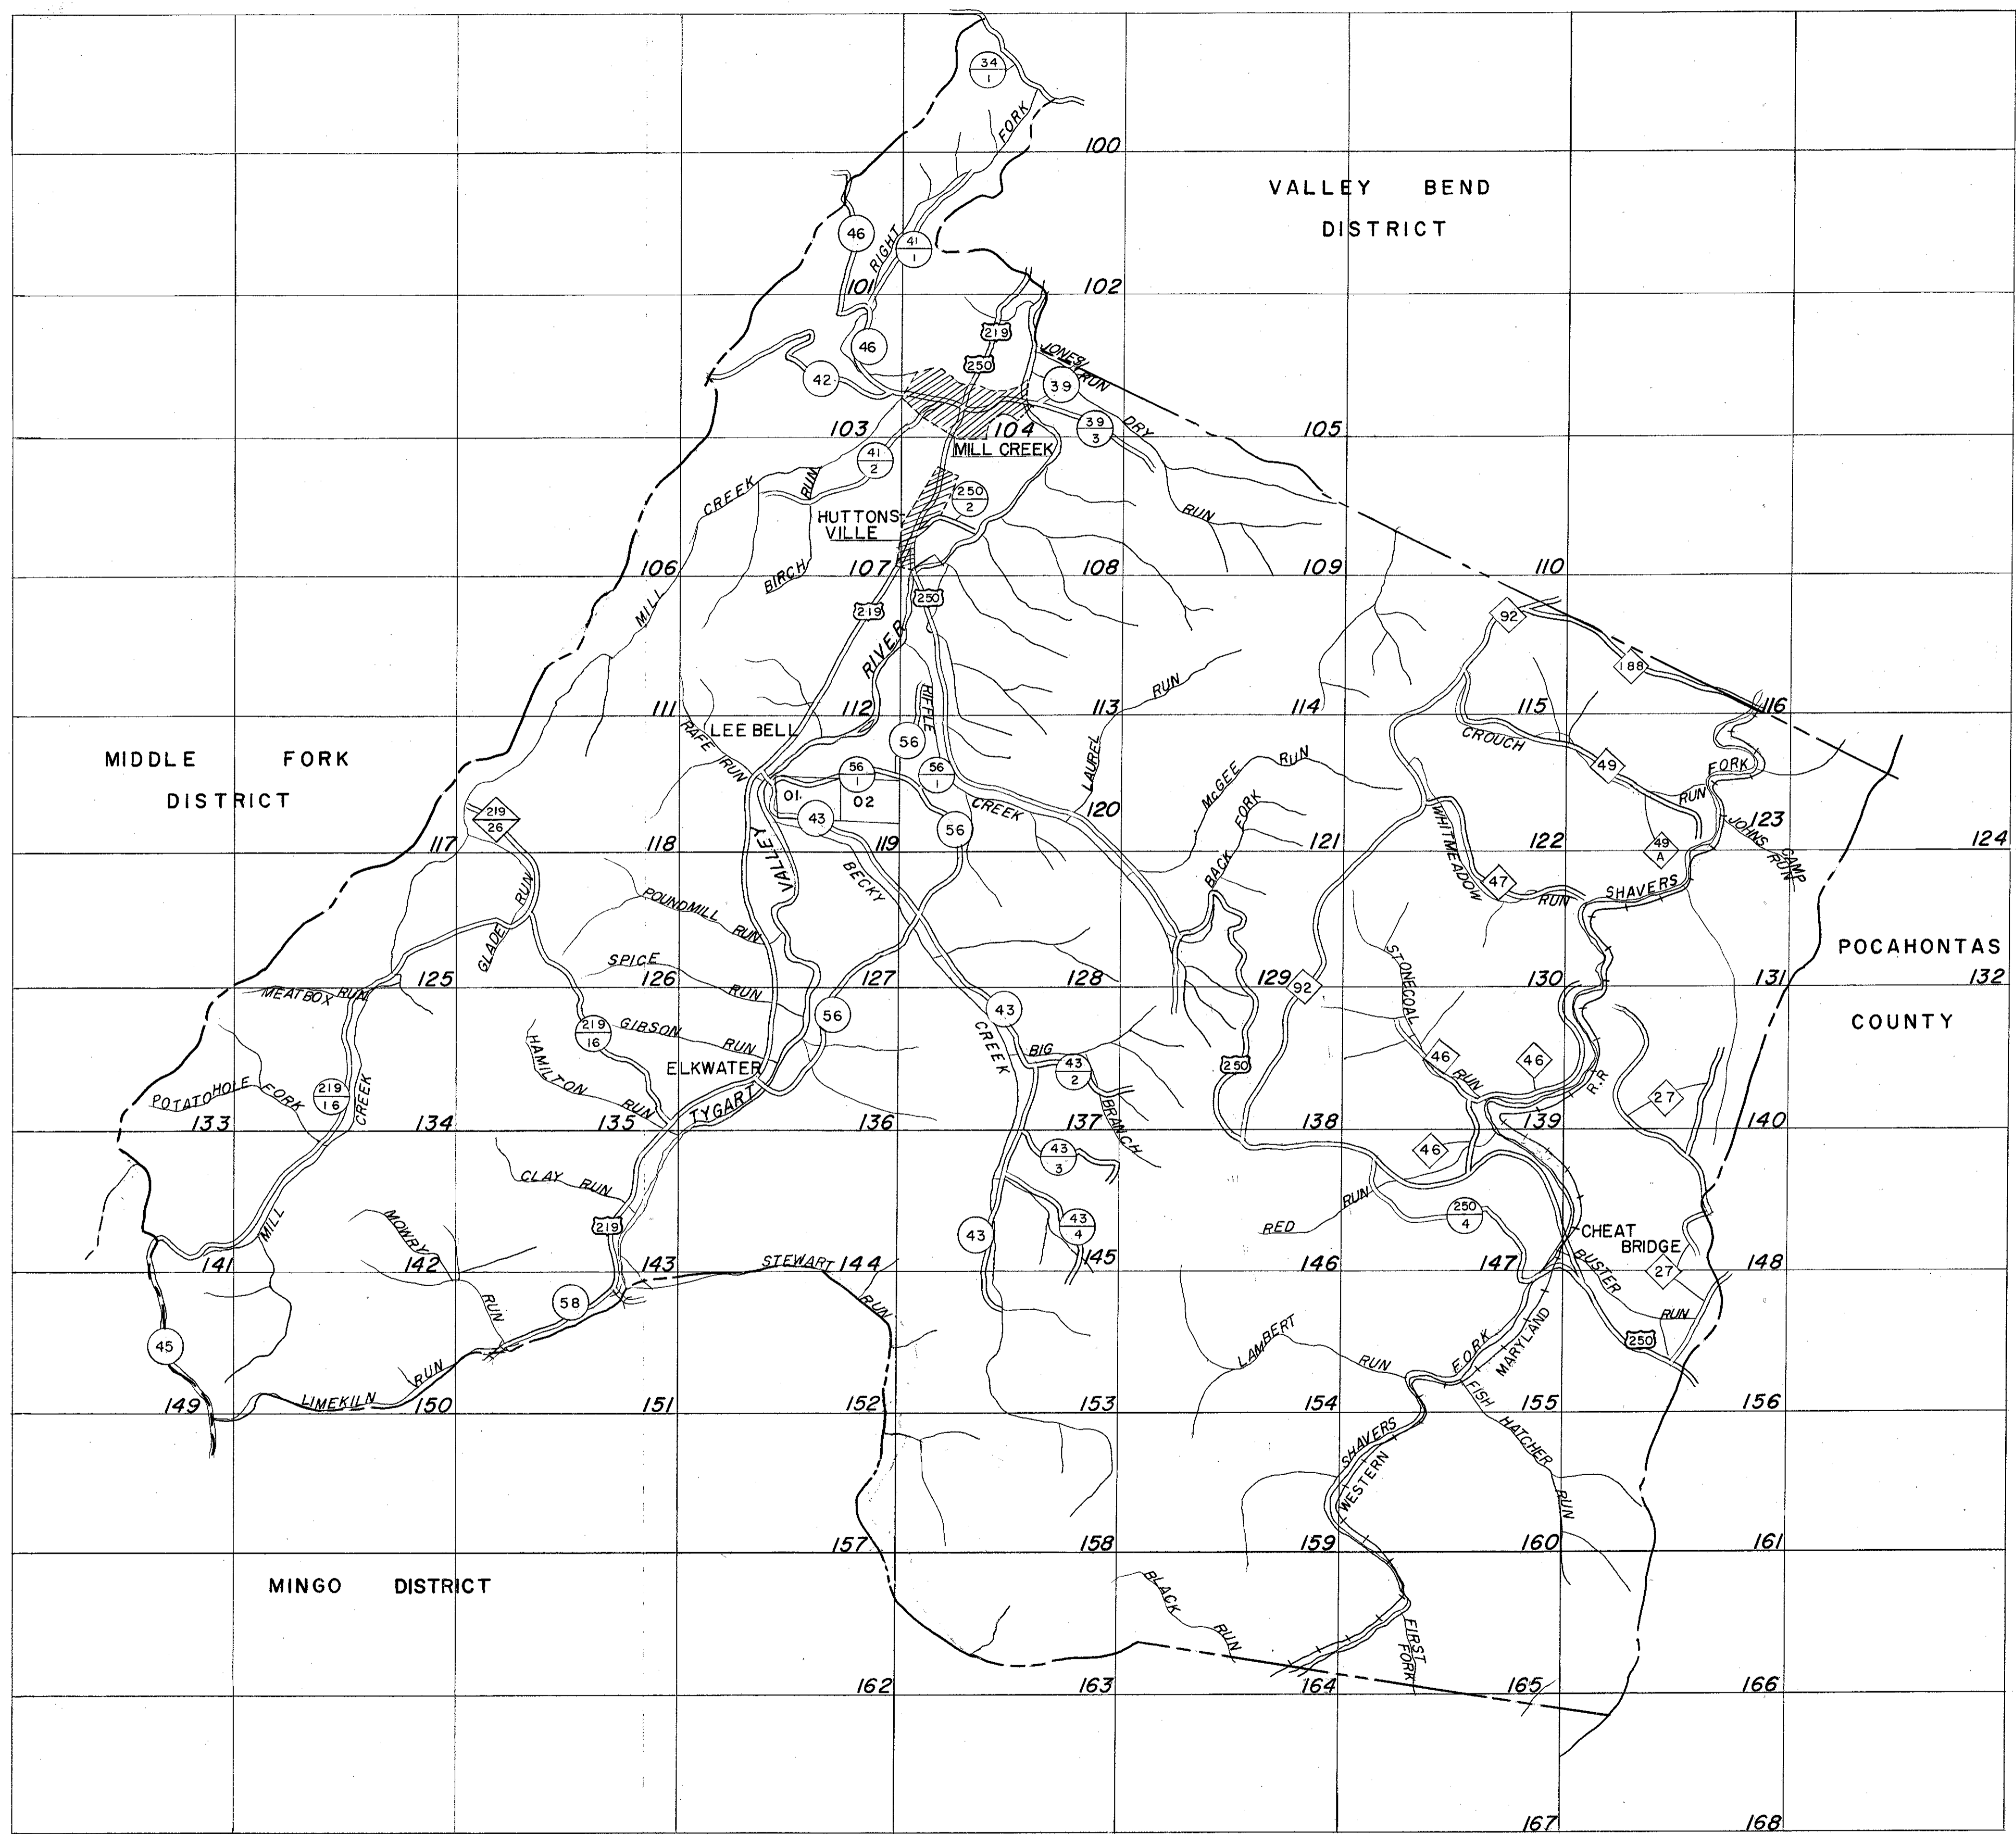 34
1
FORK
100
VALLEY BEND
DISTRICT
46
RIGHT
41
1
101
102
219
46
250
JONES
RUN
42
39
39
3
DRY
103
104
105
MILL CREEK
41
2
CREEK
RUN
250
2
HUTTONS-
VILLE
RUN
106
BIRCH
107
108
109
110
MILL
219
250
92
RIVER
188
RUN
111
RAFE
RUN
LEE BELL
112
RIFFLE
113
114
115
116
56
CROUCH
MIDDLE FORK
DISTRICT
LAUREL
McGEE
RUN
49
FORK
56
1
56
1
01
02
43
CREEK
120
FORK
RUN
219
26
56
WHITMEADOW
123
JOHNS
CAMP
RUN
117
118
VALLEY
119
BECKY
121
122
49
A
124
BACK
RUN
POUNDMILL
RUN
47
RUN
SHAVERS
GLADE
STONECOAL
POCAHONTAS
COUNTY
SPICE
RUN
MEATBOX RUN
125
126
127
128
129
92
130
131
132
56
43
219
16
GIBSON
RUN
HAMILTON
RUN
CREEK
BIG
43
2
BRANCH
250
46
RUN
46
R.R
ELKWATER
POTATOHOLE
FORK
219
16
CREEK
27
TYGART
133
134
135
136
137
138
139
140
46
43
3
CLAY RUN
RUN
RED
250
4
MOWRY
MILL
219
43
43
4
CHEAT
BRIDGE
141
142
143
STEWART
RUN
144
145
146
147
BUSTER
RUN
27
148
58
RUN
45
LAMBERT
RUN
FORK
MARYLAND
250
RUN
LIMEKILN
149
150
151
152
153
154
155
156
FISH
HATCHER
RUN
SHAVERS
WESTERN
157
158
159
160
161
MINGO DISTRICT
BLACK
RUN
FIRST
FORK
162
163
164
165
166
167
168